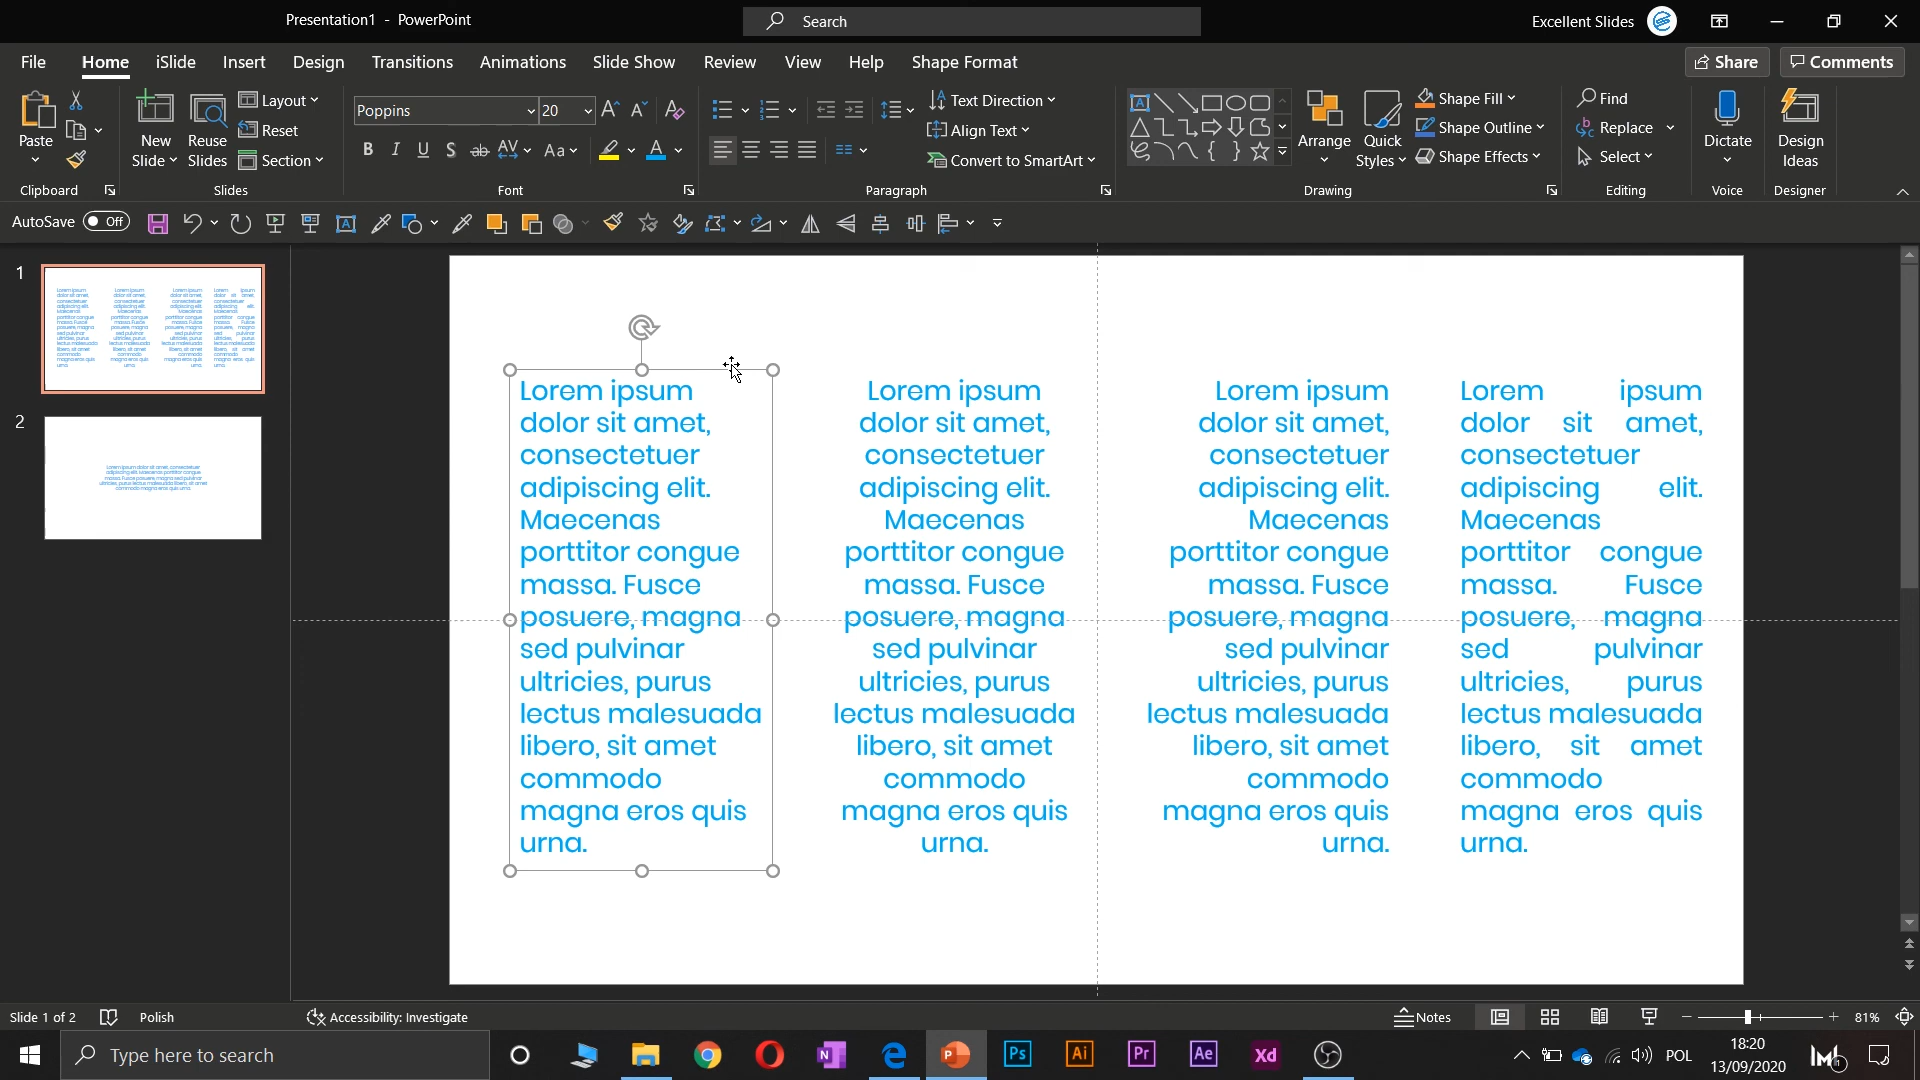 Presentation1 - PowerPoint
Search
Excellent Slides
File Home iSlide Insert Design Transitions Animations Slide Show Review View Help Shape Format
Share Comments
Paste
New Slide
Reuse Slides
Layout
Reset
Section
Poppins 20
B I U S ab AV Aa A
Text Direction
Align Text
Convert to SmartArt
Arrange
Quick Styles
Shape Fill
Shape Outline
Shape Effects
Find
Replace
Select
Dictate
Design Ideas
Clipboard Slides Font Paragraph Drawing Editing Voice Designer
AutoSave Off
1
2
Lorem ipsum
dolor sit amet,
consectetuer
adipiscing elit.
Maecenas
porttitor congue
massa. Fusce
posuere, magna
sed pulvinar
ultricies, purus
lectus malesuada
libero, sit amet
commodo
magna eros quis
urna.
Lorem ipsum
dolor sit amet,
consectetuer
adipiscing elit.
Maecenas
porttitor congue
massa. Fusce
posuere, magna
sed pulvinar
ultricies, purus
lectus malesuada
libero, sit amet
commodo
magna eros quis
urna.
Lorem ipsum
dolor sit amet,
consectetuer
adipiscing elit.
Maecenas
porttitor congue
massa. Fusce
posuere, magna
sed pulvinar
ultricies, purus
lectus malesuada
libero, sit amet
commodo
magna eros quis
urna.
Lorem ipsum
dolor sit amet,
consectetuer
adipiscing elit.
Maecenas
porttitor congue
massa. Fusce
posuere, magna
sed pulvinar
ultricies, purus
lectus malesuada
libero, sit amet
commodo
magna eros quis
urna.
Slide 1 of 2 Polish Accessibility: Investigate Notes 81%
Type here to search
N P Ps Ai Pr Ae Xd
POL
18:20
13/09/2020